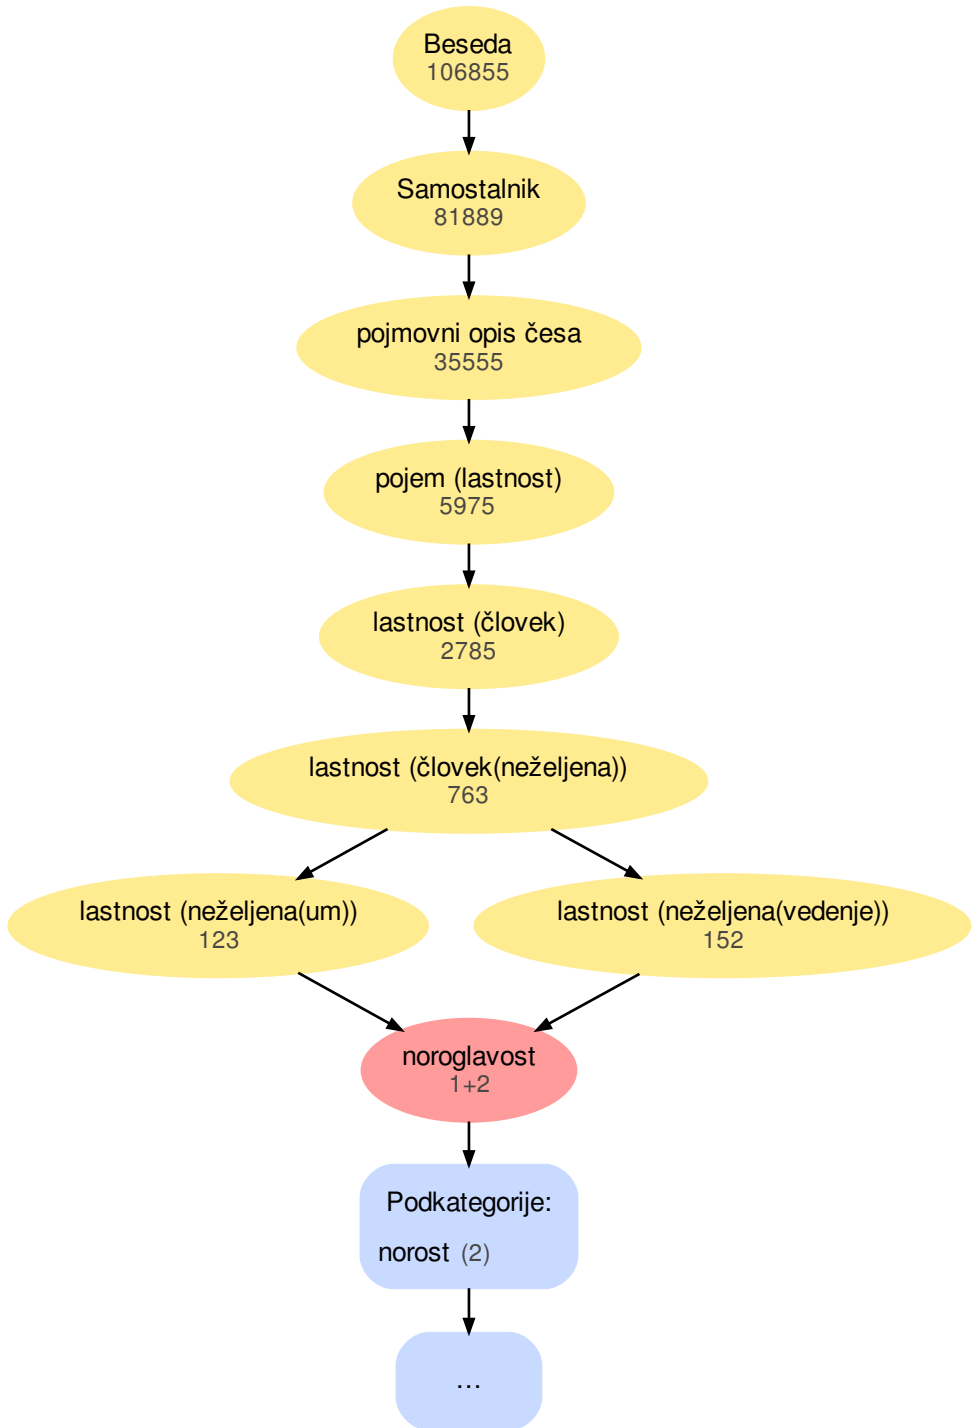 Beseda
106855
Samostalnik
81889
pojmovni opis česa
35555
pojem (lastnost)
5975
lastnost (človek)
2785
lastnost (človek(neželjena))
763
lastnost (neželjena(um))
123
lastnost (neželjena(vedenje))
152
noroglavost
1+2
Podkategorije:
norost (2)
...